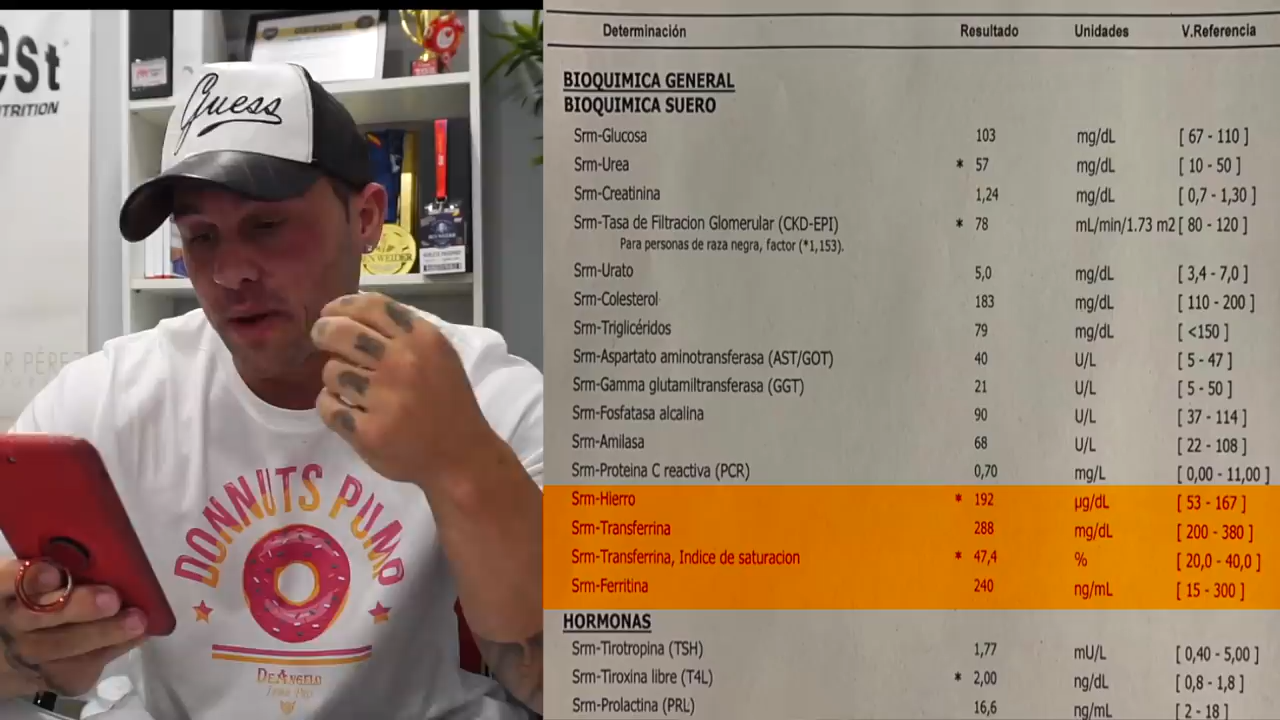 est
NUTRITION
Guess
R PÉREZ
DONNUTS PUMP
DEANGELO
Determinación Resultado Unidades V.Referencia
BIOQUIMICA GENERAL
BIOQUIMICA SUERO
Srm-Glucosa 103 mg/dL [ 67 - 110 ]
Srm-Urea * 57 mg/dL [ 10 - 50 ]
Srm-Creatinina 1,24 mg/dL [ 0,7 - 1,30 ]
Srm-Tasa de Filtracion Glomerular (CKD-EPI) * 78 mL/min/1.73 m2 [ 80 - 120 ]
Para personas de raza negra, factor (*1,153).
Srm-Urato 5,0 mg/dL [ 3,4 - 7,0 ]
Srm-Colesterol 183 mg/dL [ 110 - 200 ]
Srm-Triglicéridos 79 mg/dL [ <150 ]
Srm-Aspartato aminotransferasa (AST/GOT) 40 U/L [ 5 - 47 ]
Srm-Gamma glutamiltransferasa (GGT) 21 U/L [ 5 - 50 ]
Srm-Fosfatasa alcalina 90 U/L [ 37 - 114 ]
Srm-Amilasa 68 U/L [ 22 - 108 ]
Srm-Proteina C reactiva (PCR) 0,70 mg/L [ 0,00 - 11,00 ]
Srm-Hierro * 192 µg/dL [ 53 - 167 ]
Srm-Transferrina 288 mg/dL [ 200 - 380 ]
Srm-Transferrina, Indice de saturacion * 47,4 % [ 20,0 - 40,0 ]
Srm-Ferritina 240 ng/mL [ 15 - 300 ]
HORMONAS
Srm-Tirotropina (TSH) 1,77 mU/L [ 0,40 - 5,00 ]
Srm-Tiroxina libre (T4L) * 2,00 ng/dL [ 0,8 - 1,8 ]
Srm-Prolactina (PRL) 16,6 ng/mL [ 2 - 18 ]